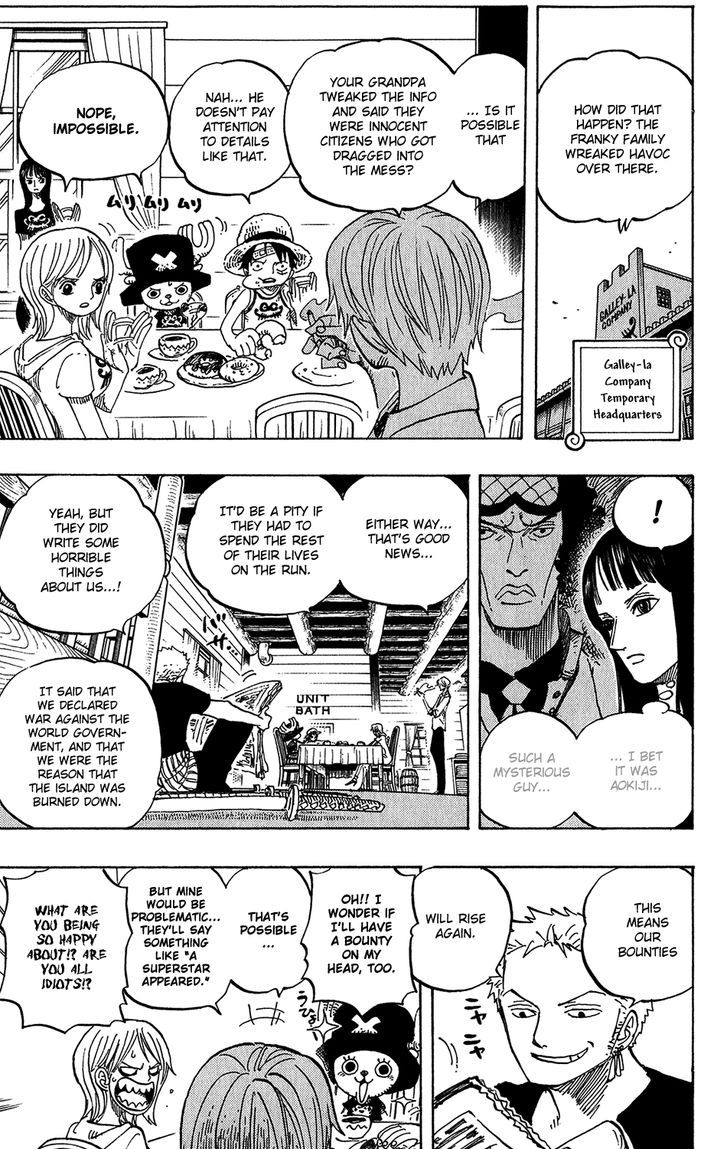 HOW DID THAT
HAPPEN? THE
FRANKY FAMILY
WREAKED HAVOC
OVER THERE.
GALLEY-LA
COMPANY
Galley-la
Company
Temporary
Headquarters
... IS IT
POSSIBLE
THAT
YOUR GRANDPA
TWEAKED THE INFO
AND SAID THEY
WERE INNOCENT
CITIZENS WHO GOT
DRAGGED INTO
THE MESS?
NAH... HE
DOESN'T PAY
ATTENTION
TO DETAILS
LIKE THAT.
NOPE,
IMPOSSIBLE.
ムリムリムリ
!
... I BET
IT WAS
AOKIJI...
SUCH A
MYSTERIOUS
GUY...
EITHER WAY...
THAT'S GOOD
NEWS...
IT'D BE A PITY IF
THEY HAD TO
SPEND THE REST
OF THEIR LIVES
ON THE RUN.
YEAH, BUT
THEY DID
WRITE SOME
HORRIBLE
THINGS
ABOUT US...!
UNIT
BATH
IT SAID THAT
WE DECLARED
WAR AGAINST THE
WORLD GOVERN-
MENT, AND THAT
WE WERE THE
REASON THAT
THE ISLAND WAS
BURNED DOWN.
THIS
MEANS
OUR
BOUNTIES
WILL RISE
AGAIN.
ニャニャ
OH!! I
WONDER IF
I'LL HAVE
A BOUNTY
ON MY
HEAD, TOO.
THAT'S
POSSIBLE
...
BUT MINE
WOULD BE
PROBLEMATIC...
THEY'LL SAY
SOMETHING
LIKE "A
SUPERSTAR
APPEARED."
WHAT ARE
YOU BEING
SO HAPPY
ABOUT!? ARE
YOU ALL
IDIOTS!?